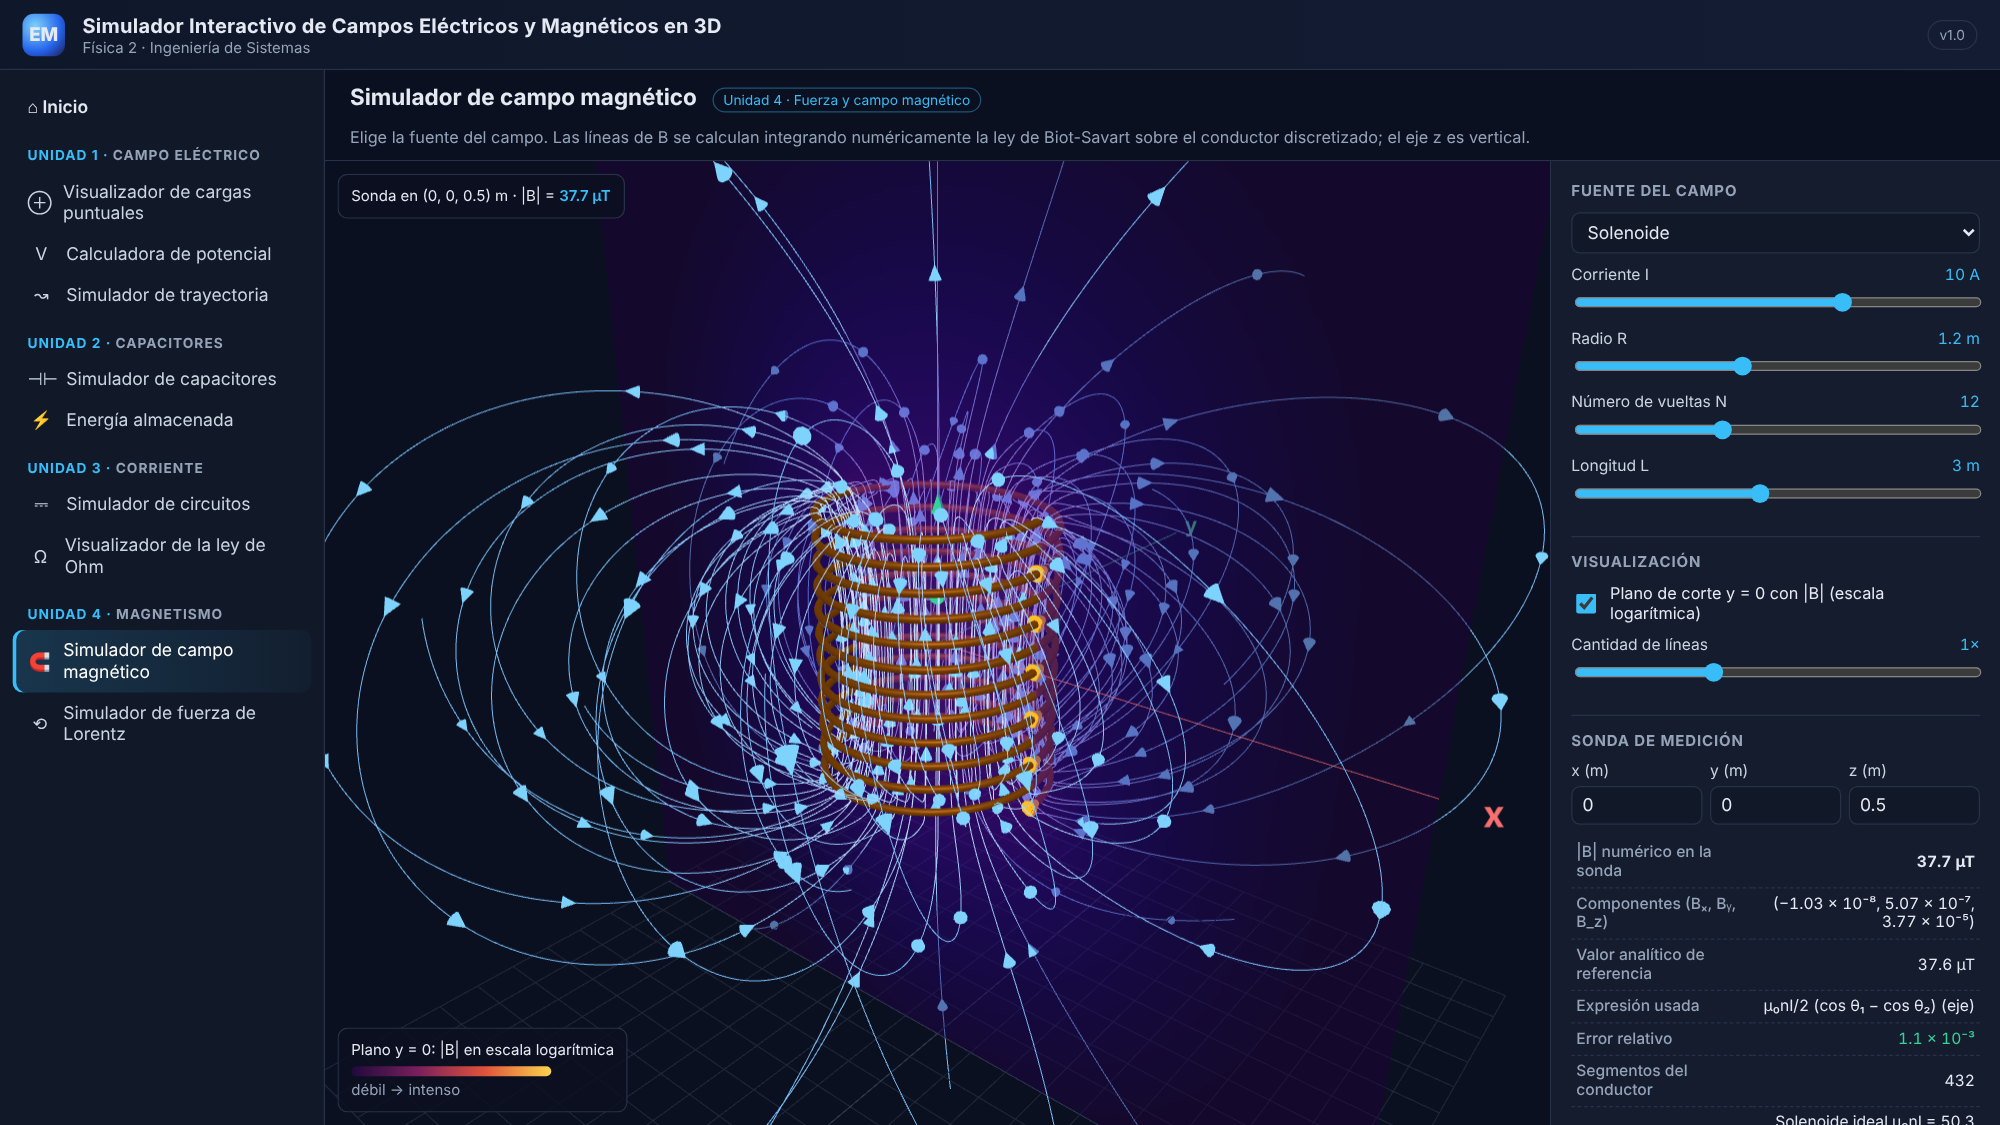 EM
Simulador Interactivo de Campos Eléctricos y Magnéticos en 3D
Física 2 · Ingeniería de Sistemas
v1.0
⌂ Inicio
UNIDAD 1 · CAMPO ELÉCTRICO
Visualizador de cargas
puntuales
V Calculadora de potencial
Simulador de trayectoria
UNIDAD 2 · CAPACITORES
Simulador de capacitores
Energía almacenada
UNIDAD 3 · CORRIENTE
Simulador de circuitos
Ω Visualizador de la ley de
Ohm
UNIDAD 4 · MAGNETISMO
Simulador de campo
magnético
Simulador de fuerza de
Lorentz
Simulador de campo magnético
Unidad 4 · Fuerza y campo magnético
Elige la fuente del campo. Las líneas de B se calculan integrando numéricamente la ley de Biot-Savart sobre el conductor discretizado; el eje z es vertical.
Sonda en (0, 0, 0.5) m · |B| = 37.7 µT
y
X
Plano y = 0: |B| en escala logarítmica
débil → intenso
FUENTE DEL CAMPO
Solenoide
Corriente I 10 A
Radio R 1.2 m
Número de vueltas N 12
Longitud L 3 m
VISUALIZACIÓN
Plano de corte y = 0 con |B| (escala
logarítmica)
Cantidad de líneas 1×
SONDA DE MEDICIÓN
x (m) y (m) z (m)
0 0 0.5
|B| numérico en la
sonda 37.7 µT
Componentes (Bₓ, Bᵧ,
B_z) (−1.03 × 10⁻⁸, 5.07 × 10⁻⁷,
3.77 × 10⁻⁵)
Valor analítico de
referencia 37.6 µT
Expresión usada µ₀nI/2 (cos θ₁ − cos θ₂) (eje)
Error relativo 1.1 × 10⁻³
Segmentos del
conductor 432
Solenoide ideal µ₀nI = 50.3